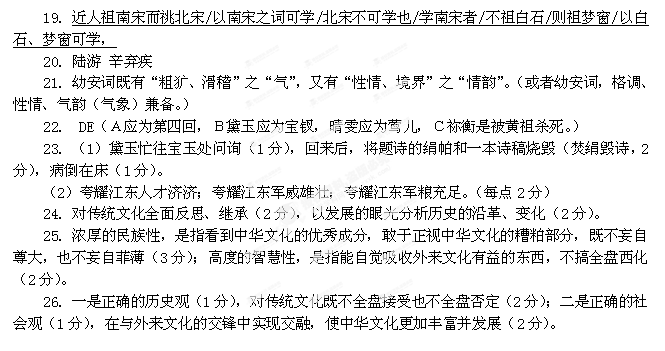 19. 近人祖南宋而祧北宋/以南宋之词可学/北宋不可学也/学南宋者/不祖白石/则祖梦窗/以白
石、梦窗可学，
20. 陆游 辛弃疾
21. 幼安词既有“粗犷、滑稽”之“气”，又有“性情、境界”之“情韵”。（或者幼安词，格调、
性情、气韵（气象）兼备。）
22. DE（A应为第四回，B黛玉应为宝钗，晴雯应为莺儿，C祢衡是被黄祖杀死。）
23. （1）黛玉忙往宝玉处问询（1分），回来后，将题诗的绢帕和一本诗稿烧毁（焚绢毁诗，2
分），病倒在床（1分）。
（2）夸耀江东人才济济；夸耀江东军威雄壮；夸耀江东军粮充足。（每点2分）
24. 对传统文化全面反思、继承（2分），以发展的眼光分析历史的沿革、变化（2分）。
25. 浓厚的民族性，是指看到中华文化的优秀成分，敢于正视中华文化的糟粕部分，既不妄自
尊大，也不妄自菲薄（3分）；高度的智慧性，是指能自觉吸收外来文化有益的东西，不搞全盘西化
（2分）。
26. 一是正确的历史观（1分），对传统文化既不全盘接受也不全盘否定（2分）；二是正确的社
会观（1分），在与外来文化的交锋中实现交融，使中华文化更加丰富并发展（2分）。